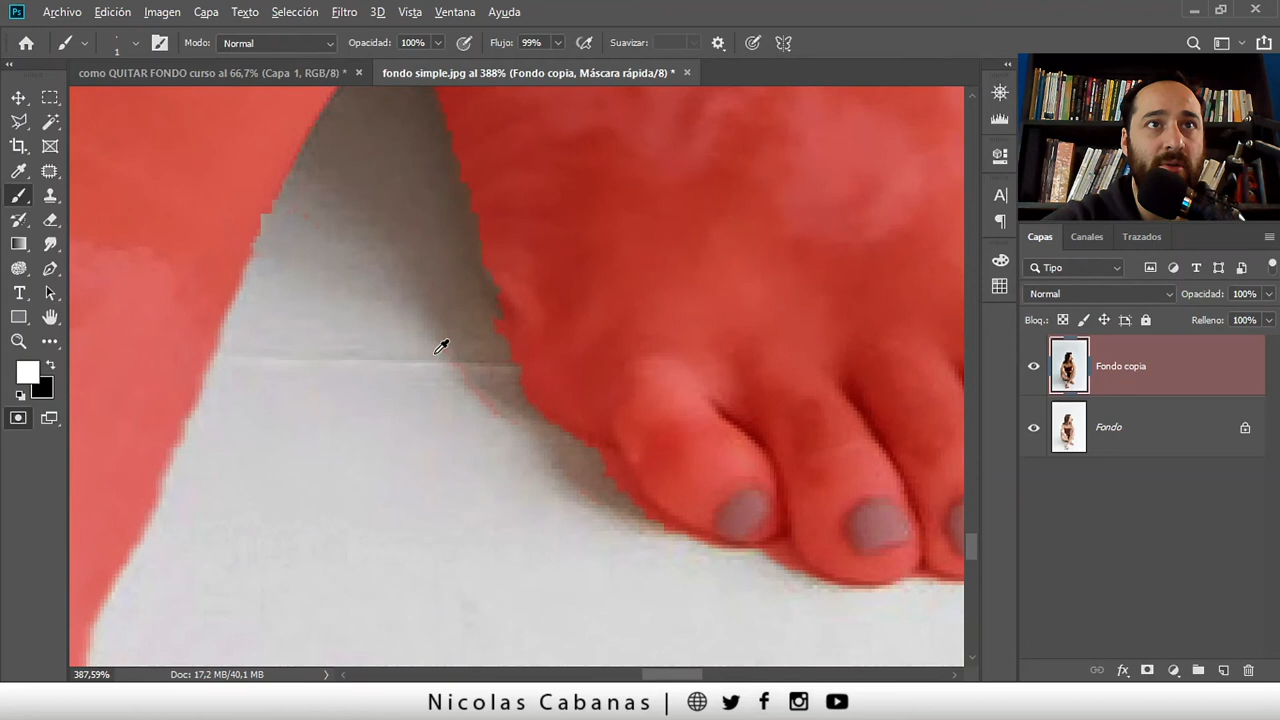 Ps Archivo Edición Imagen Capa Texto Selección Filtro 3D Vista Ventana Ayuda
1 Modo: Normal Opacidad: 100% Flujo: 99% Suavizar:
como QUITAR FONDO curso al 66,7% (Capa 1, RGB/8) * × fondo simple.jpg al 388% (Fondo copia, Máscara rápida/8) * ×
Capas Canales Trazados
Tipo
Normal Opacidad: 100%
Bloq.: Relleno: 100%
Fondo copia
Fondo
387,59% Doc: 17,2 MB/40,1 MB
Nicolas Cabanas |